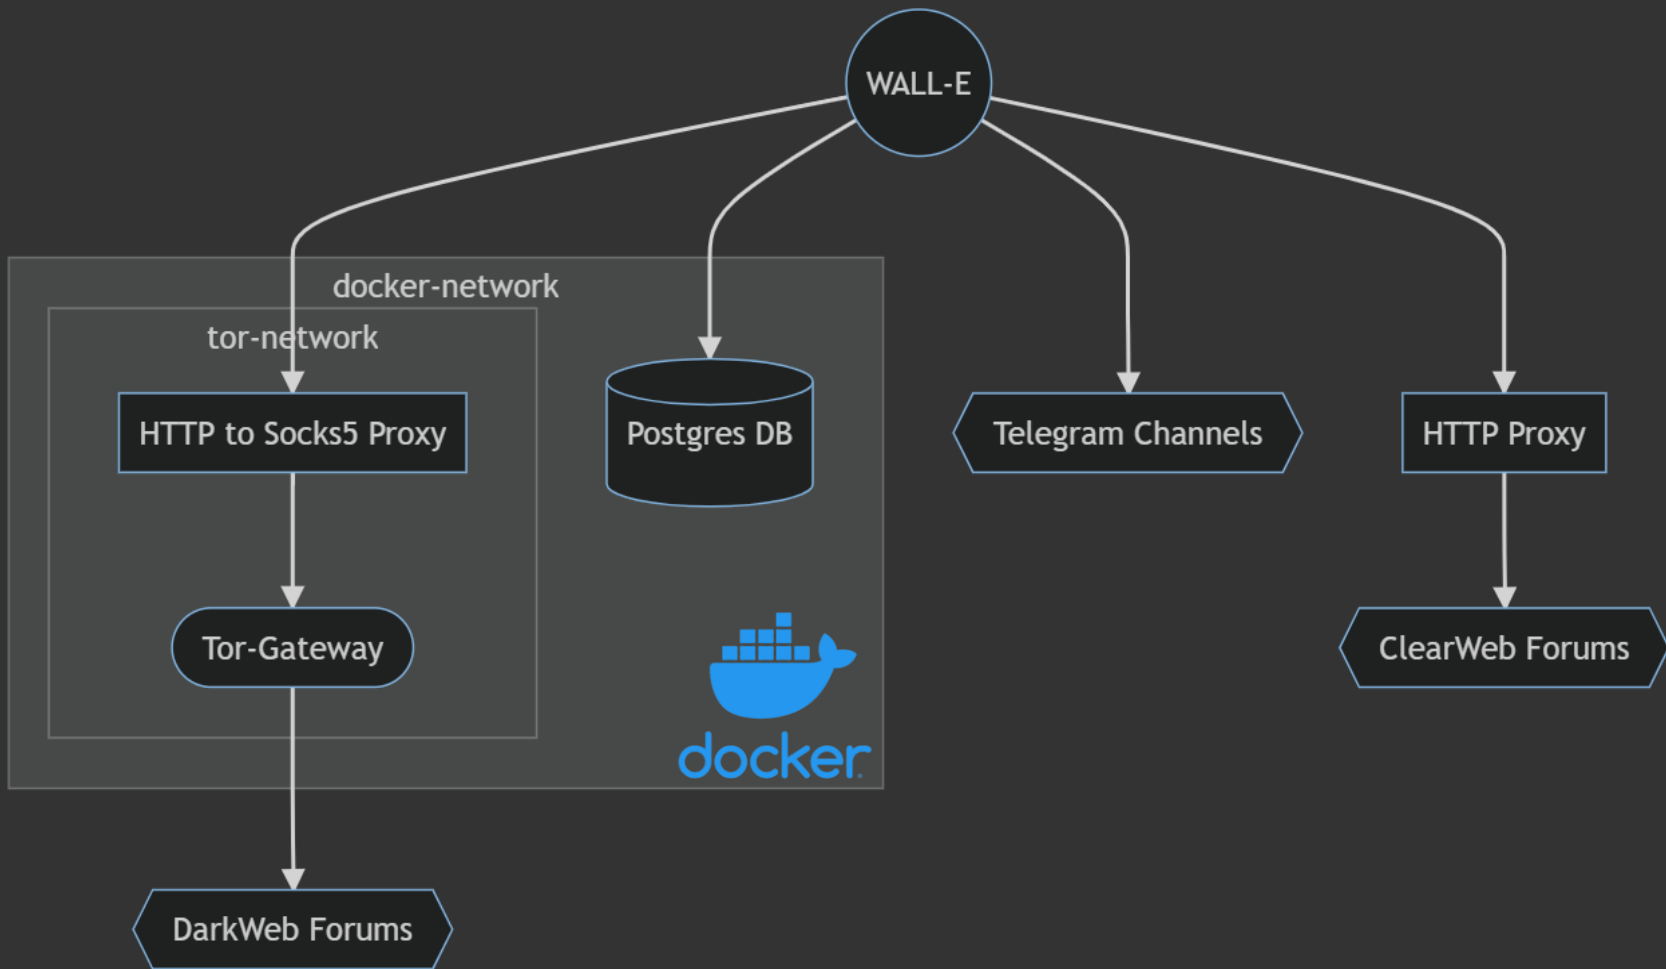 WALL-E
docker-network
tor-network
HTTP to Socks5 Proxy
Postgres DB
Telegram Channels
HTTP Proxy
Tor-Gateway
ClearWeb Forums
docker
DarkWeb Forums